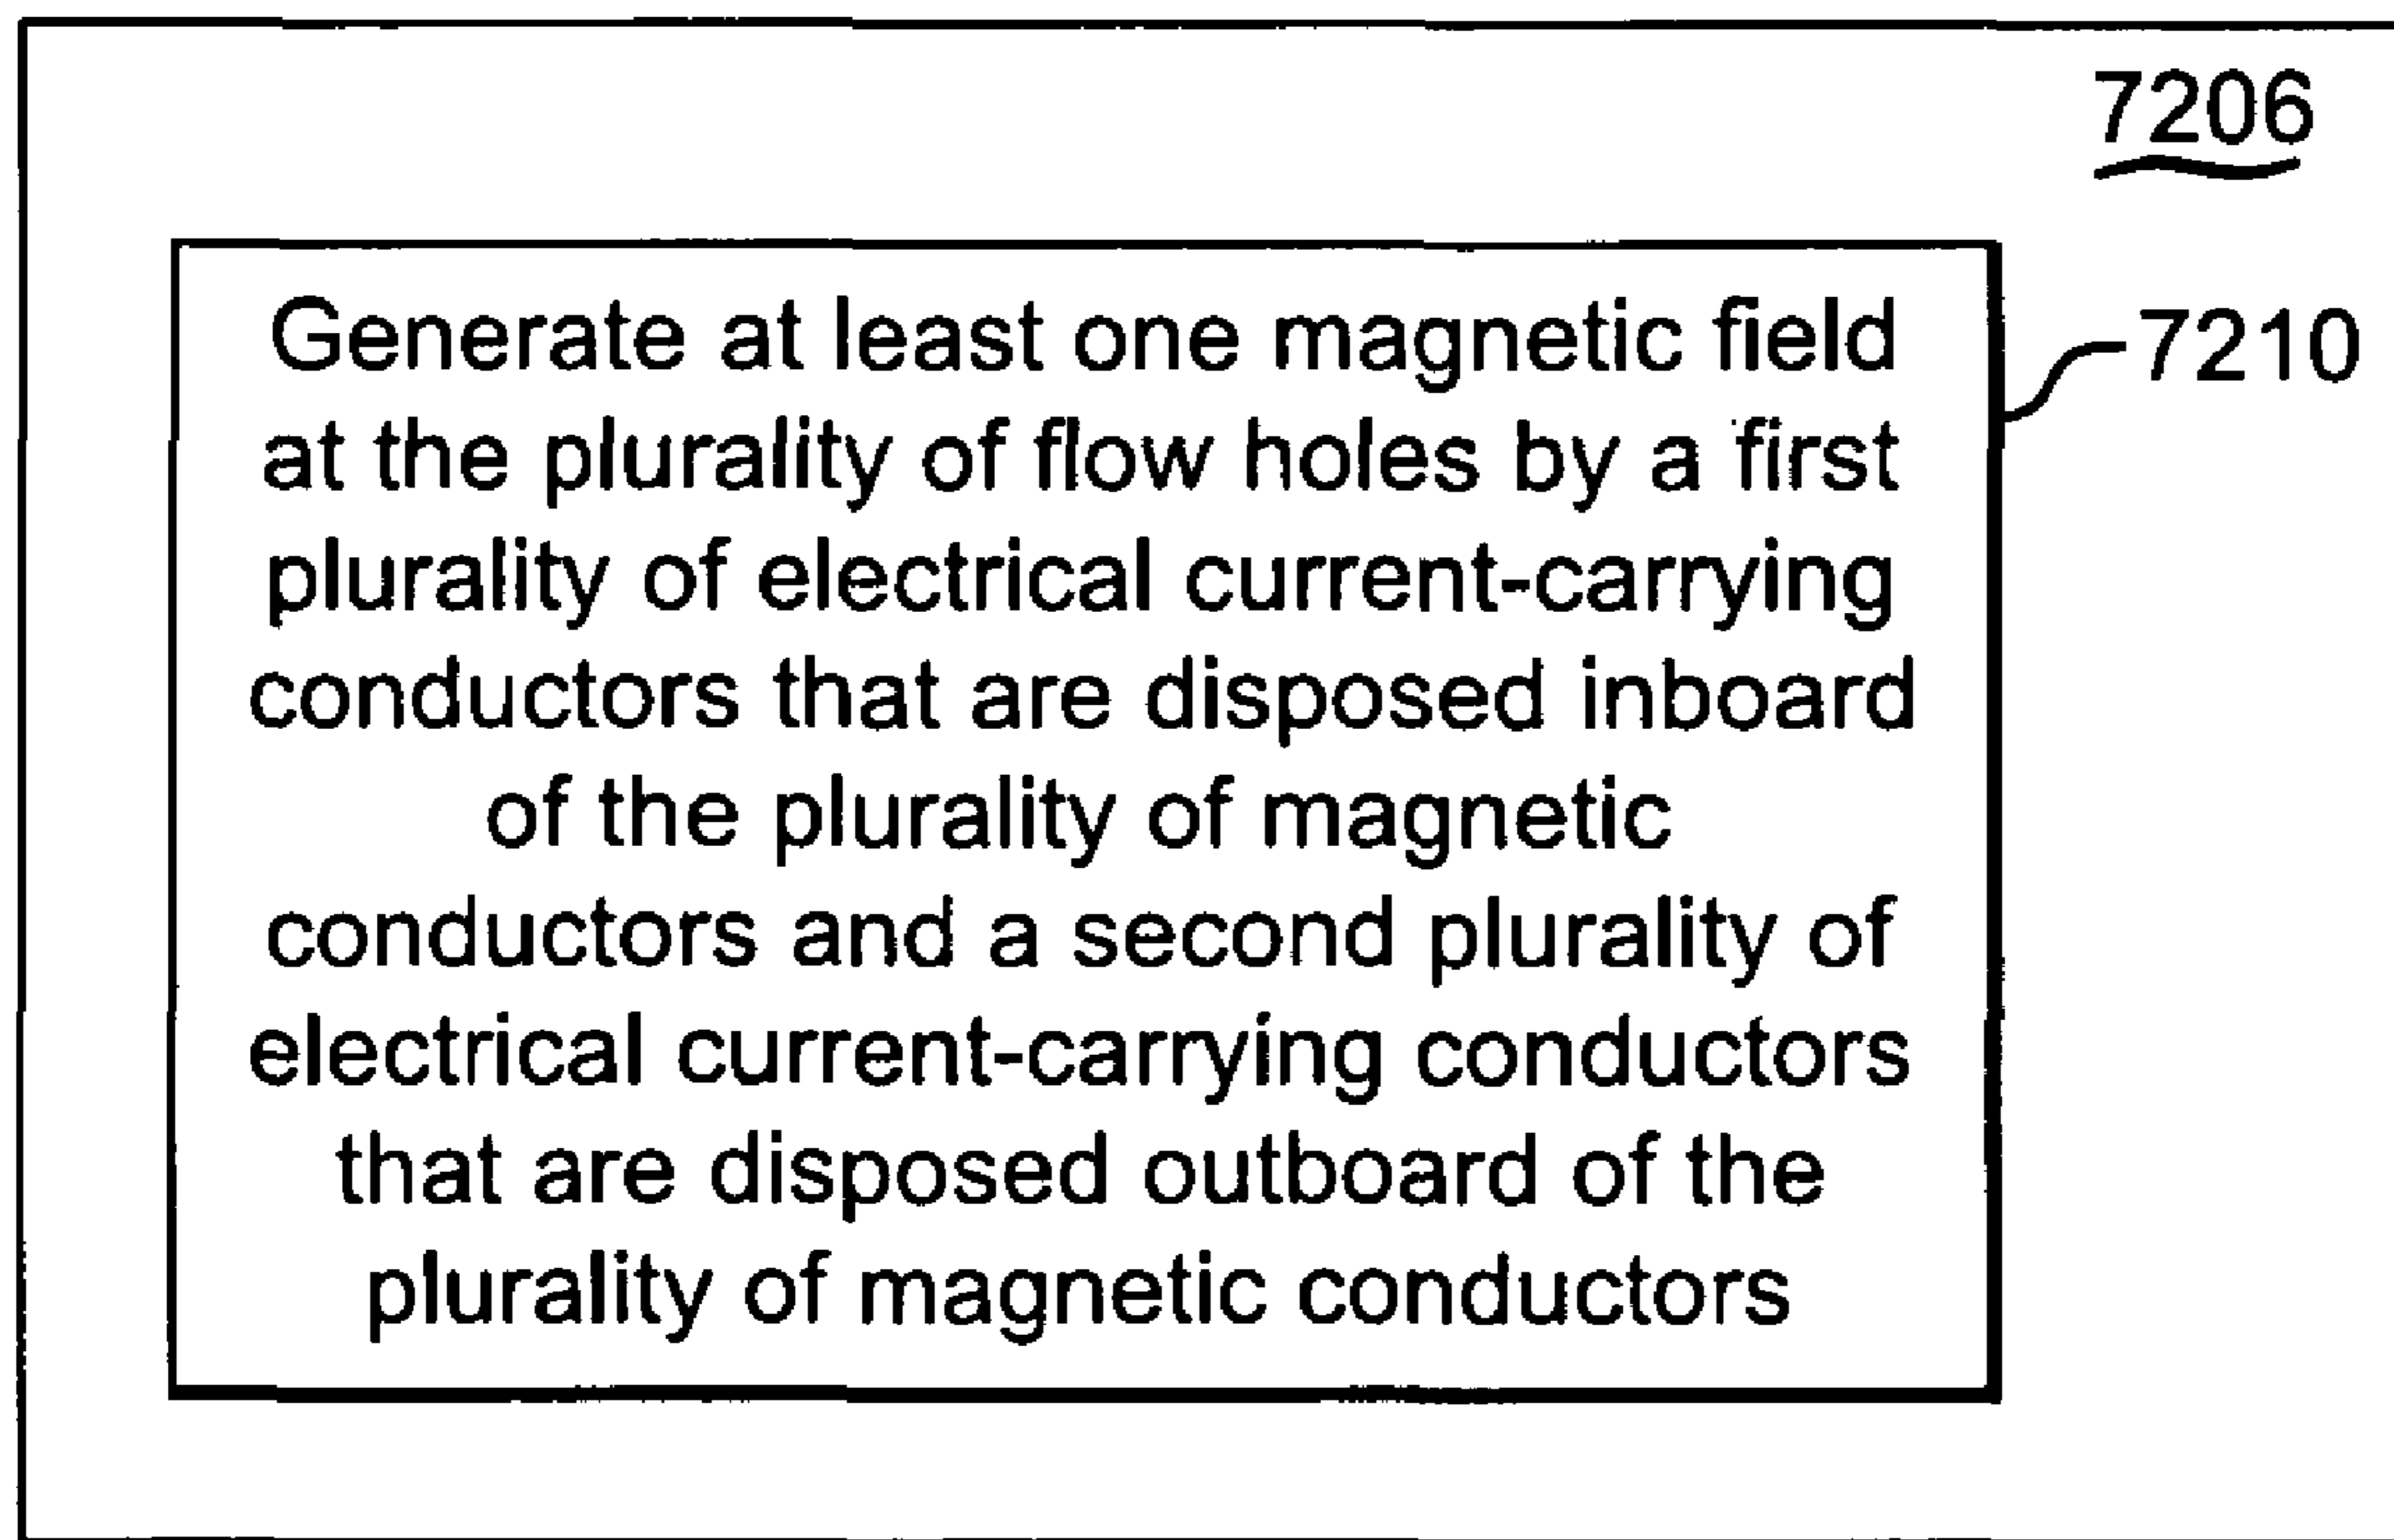 7206
Generate at least one magnetic field
7210
at the plurality of flow holes by a first
plurality of electrical current-carrying
conductors that are disposed inboard
of the plurality of magnetic
conductors and a second plurality of
electrical current-carrying conductors
that are disposed outboard of the
plurality of magnetic conductors